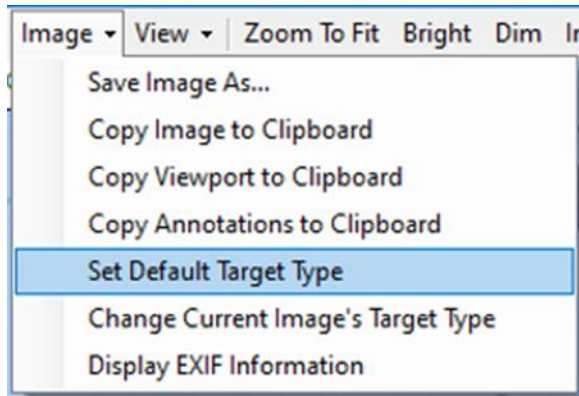 Image View Zoom To Fit Bright Dim
Save Image As...
Copy Image to Clipboard
Copy Viewport to Clipboard
Copy Annotations to Clipboard
Set Default Target Type
Change Current Image's Target Type
Display EXIF Information